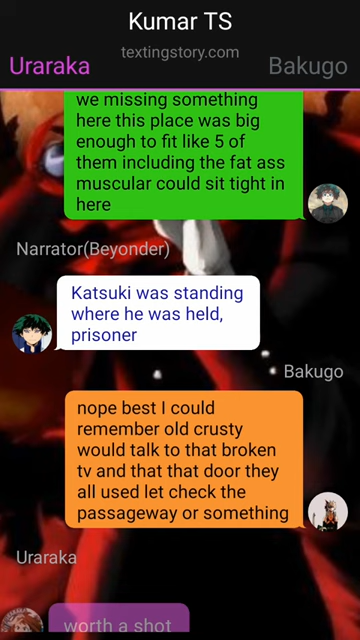 Kumar TS
textingstory.com
Uraraka
Bakugo
we missing something
here this place was big
enough to fit like 5 of
them including the fat ass
muscular could sit tight in
here
Narrator(Beyonder)
Katsuki was standing
where he was held,
prisoner
Bakugo
nope best I could
remember old crusty
would talk to that broken
tv and that that door they
all used let check the
passageway or something
Uraraka
worth a shot